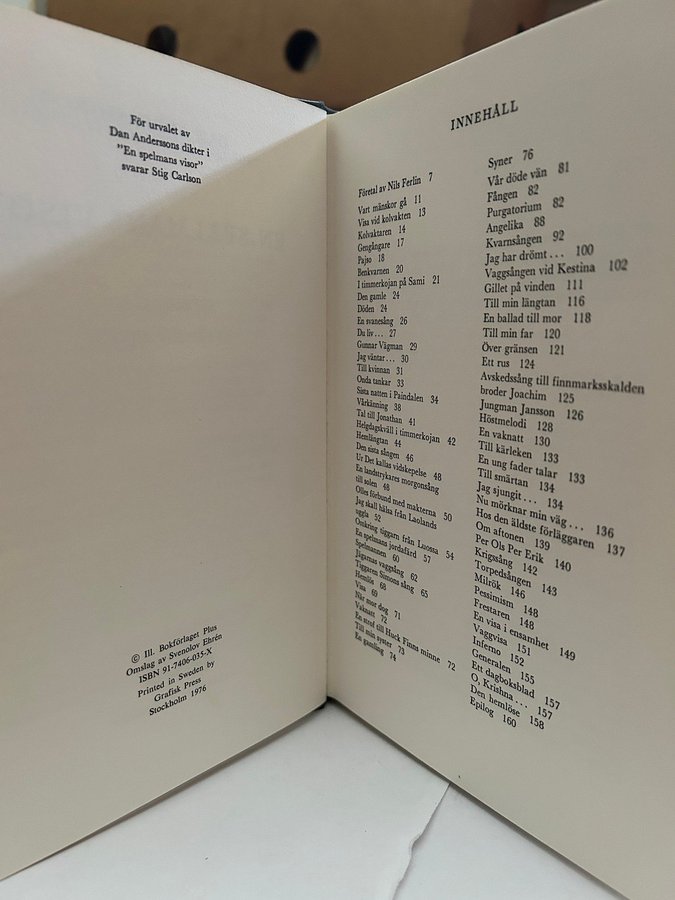 För urvalet av
Dan Anderssons dikter i
"En spelmans visor"
svarar Stig Carlson
© Ill. Bokförlaget Plus
Omslag av Svenolov Ehrén
ISBN 91-7406-035-X
Printed in Sweden by
Grafisk Press
Stockholm 1976
INNEHÅLL
Företal av Nils Ferlin 7
Vart mänskor gå 11
Visa vid kolvakten 13
Kolvaktaren 14
Gengångare 17
Pajso 18
Benkvarnen 20
I timmerkojan på Sami 21
Den gamle 24
Döden 24
En svanesång 26
Du liv... 27
Gunnar Vägman 29
Jag väntar... 30
Till kvinnan 31
Onda tankar 33
Sista natten i Paindalen 34
Vårkänning 38
Tal till Jonathan 41
Helgdagskväll i timmerkojan 42
Hemlängtan 44
Den sista sången 46
Ur Det kallas vidskepelse 48
En landstrykares morgonsång
till solen 48
Olles förbund med makterna 50
Jag skall hälsa från Laolands
uggla 52
Omkring tiggarn från Luossa 54
En spelmans jordafärd 57
Spelmannen 60
Jägarnas vaggsång 62
Tiggaren Simons sång 65
Hemlös 68
Visa 69
När mor dog 71
Vaknatt 72
En strof till Huck Finns minne 72
Till min syster 73
En gamling 74
Syner 76
Vår döde vän 81
Fången 82
Purgatorium 82
Angelika 88
Kvarnsången 92
Jag har drömt... 100
Vaggsången vid Kestina 102
Gillet på vinden 111
Till min längtan 116
En ballad till mor 118
Till min far 120
Över gränsen 121
Ett rus 124
Avskedssång till finnmarksskalden
broder Joachim 125
Jungman Jansson 126
Höstmelodi 128
En vaknatt 130
Till kärleken 133
En ung fader talar 133
Till smärtan 134
Jag sjungit... 134
Nu mörknar min väg... 136
Hos den äldste förläggaren 137
Om aftonen 139
Per Ols Per Erik 140
Krigssång 142
Torpedsången 143
Milrök 146
Pessimism 148
Frestaren 148
En visa i ensamhet 149
Vaggvisa 151
Inferno 152
Generalen 155
Ett dagboksblad 157
O, Krishna... 157
Den hemlöse 158
Epilog 160